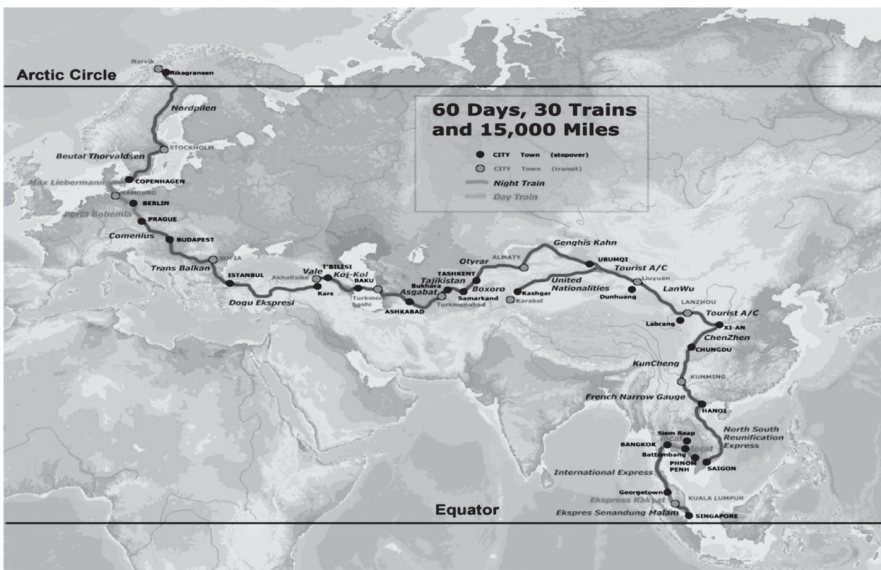 Narvik
Riksgransen
Arctic Circle
Nordpilen
60 Days, 30 Trains
and 15,000 Miles
CITY Town (stopover)
CITY Town (transit)
Night Train
Day Train
STOCKHOLM
Beutal Thorvaldsen
Max Liebermann
COPENHAGEN
HAMBURG
BERLIN
Porta Bohemia
PRAGUE
Comenius
BUDAPEST
SOFIA
Trans Balkan
ISTANBUL
Dogu Ekspresi
Akhaltsike
Vale
T'BILISI
Kars
Koj-Kol
BAKU
Turkmen
bashi
ASHKABAD
Asgabat
Bukhara
Tajikistan
TASHKENT
Turkmenabad
Samarkand
Boxoro
Otyrar
ALMATY
Genghis Kahn
URUMQI
Tourist A/C
United
Nationalities
Kashgar
Karakol
Liuyuan
Dunhuang
LanWu
LANZHOU
Labrang
Tourist A/C
XI-AN
ChenZhen
CHUNGDU
KunCheng
KUNMING
French Narrow Gauge
HANOI
North South
Reunification
Express
Siem Reap
local
BANGKOK
Battambang
local
PHNOM
PENH
SAIGON
International Express
Georgetown
Ekspress Rakyat
KUALA LUMPUR
Ekspres Senandung Malam
SINGAPORE
Equator